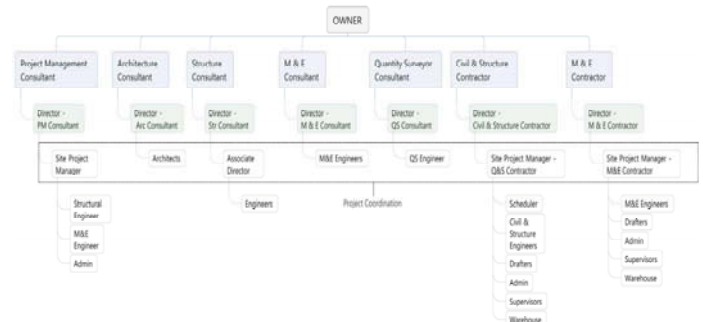 OWNER
Project Management
Consultant
Architecture
Consultant
Structure
Consultant
M & E
Consultant
Quantity Surveyor
Consultant
Civil & Structure
Contractor
M & E
Contractor
Director -
PM Consultant
Director -
Arc Consultant
Director -
Str Consultant
Director -
M & E Consultant
Director -
QS Consultant
Director -
Civil & Structure Contractor
Director -
M & E Contractor
Site Project
Manager
Architects
Associate
Director
M&E Engineers
QS Engineer
Site Project Manager -
Q&S Contractor
Site Project Manager -
M&E Contractor
Structural
Engineer
M&E
Engineer
Admin
Engineers
Project Coordination
Scheduler
Civil &
Structure
Engineers
Drafters
Admin
Supervisors
Warehouse
M&E Engineers
Drafters
Admin
Supervisors
Warehouse